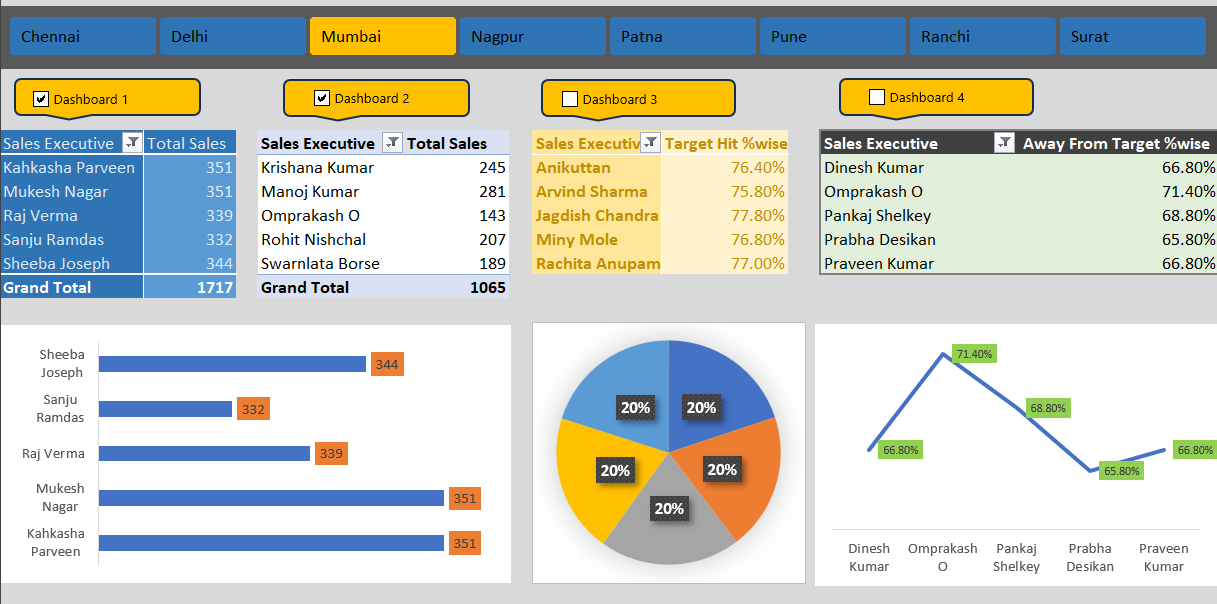 Chennai Delhi Mumbai Nagpur Patna Pune Ranchi Surat
Dashboard 1
Dashboard 2
Dashboard 3
Dashboard 4
Sales Executive Total Sales
Kahkasha Parveen 351
Mukesh Nagar 351
Raj Verma 339
Sanju Ramdas 332
Sheeba Joseph 344
Grand Total 1717
Sales Executive Total Sales
Krishana Kumar 245
Manoj Kumar 281
Omprakash O 143
Rohit Nishchal 207
Swarnlata Borse 189
Grand Total 1065
Sales Executiv Target Hit %wise
Anikuttan 76.40%
Arvind Sharma 75.80%
Jagdish Chandra 77.80%
Miny Mole 76.80%
Rachita Anupam 77.00%
Sales Executive Away From Target %wise
Dinesh Kumar 66.80%
Omprakash O 71.40%
Pankaj Shelkey 68.80%
Prabha Desikan 65.80%
Praveen Kumar 66.80%
Sheeba
Joseph
344
Sanju
Ramdas
332
Raj Verma
339
Mukesh
Nagar
351
Kahkasha
Parveen
351
20%
20%
20%
20%
20%
66.80%
71.40%
68.80%
65.80%
66.80%
Dinesh
Kumar
Omprakash
O
Pankaj
Shelkey
Prabha
Desikan
Praveen
Kumar